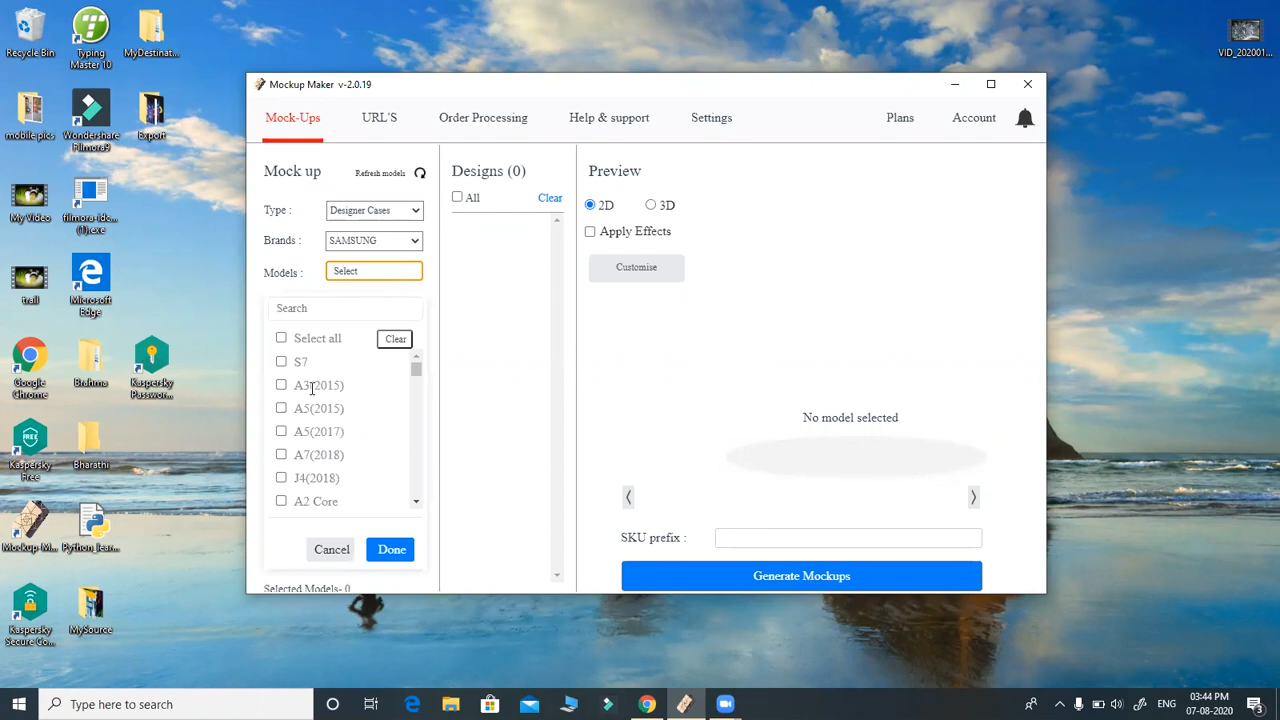 Recycle Bin
Typing Master 10
MyDestinat...
VID_202001...
mobile.pics
Wondershare Filmora9
Export
My Video
filmora-idc...
(1).exe
trail
Microsoft Edge
Google Chrome
Brahma
Kaspersky Passwor...
Kaspersky Free
Bharathi
Mockup-M...
Python_lear...
Kaspersky Secure Co...
MySource
Mockup Maker v-2.0.19
Mock-Ups
URL'S
Order Processing
Help & support
Settings
Plans
Account
Mock up
Refresh models
Type :
Designer Cases
Brands :
SAMSUNG
Models :
Select
Search
Select all
Clear
S7
A3(2015)
A5(2015)
A5(2017)
A7(2018)
J4(2018)
A2 Core
Cancel
Done
Selected Models- 0
Designs (0)
All
Clear
Preview
2D
3D
Apply Effects
Customise
No model selected
SKU prefix :
Generate Mockups
Type here to search
ENG
03:44 PM
07-08-2020
3